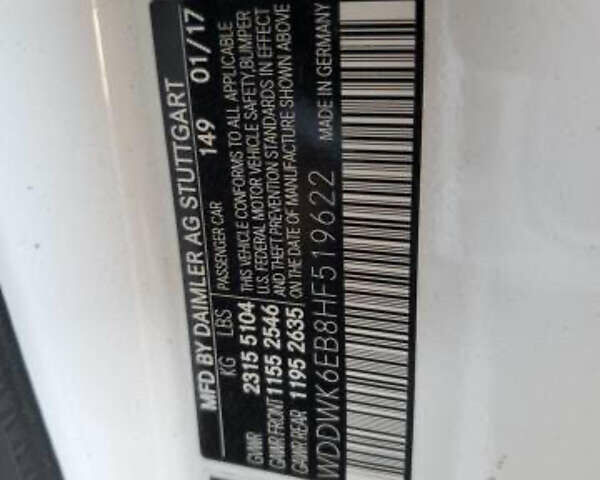 MFD BY DAIMLER AG STUTTGART
149 01/17
KG LBS PASSENGER CAR
GVWR 2315 5104 THIS VEHICLE CONFORMS TO ALL APPLICABLE
GAWR FRONT 1155 2546 U.S. FEDERAL MOTOR VEHICLE SAFETY,BUMPER
AND THEFT PREVENTION STANDARDS IN EFFECT
GAWR REAR 1195 2635 ON THE DATE OF MANUFACTURE SHOWN ABOVE
WDDWK6EB8HF519622 MADE IN GERMANY